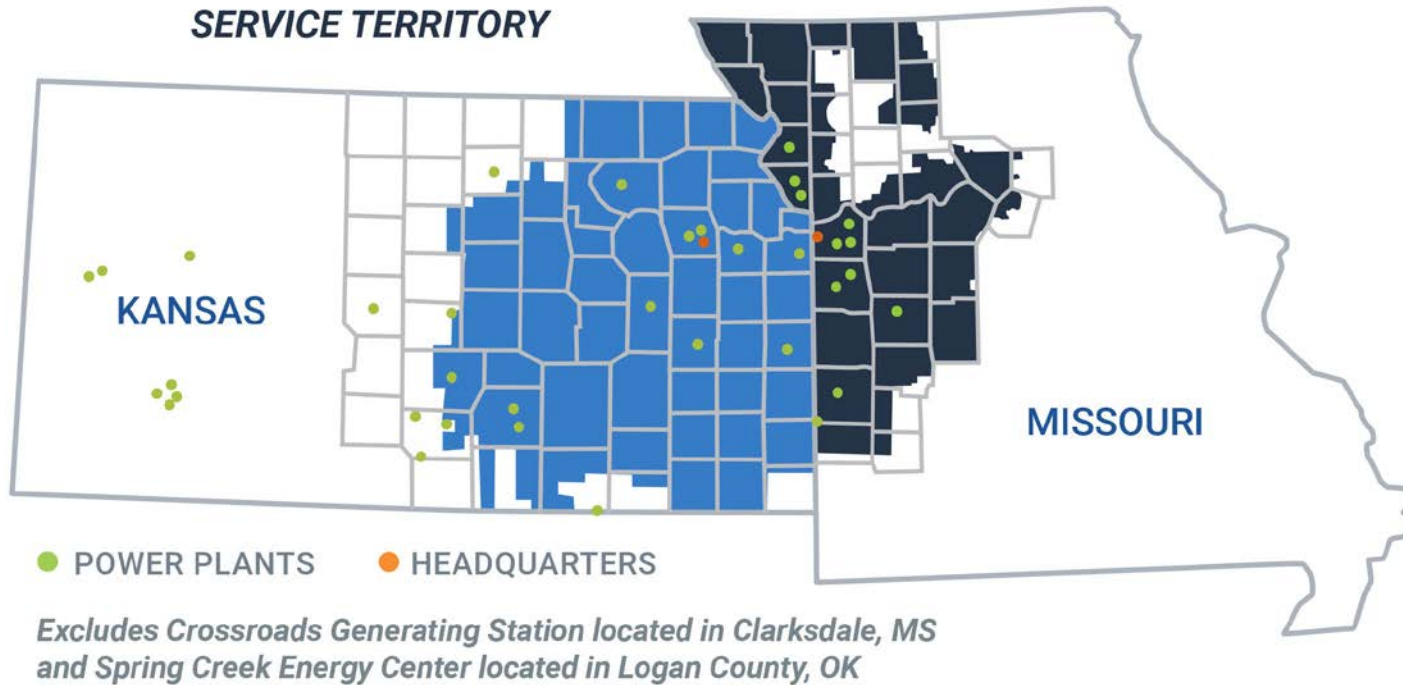 SERVICE TERRITORY
KANSAS
MISSOURI
POWER PLANTS
HEADQUARTERS
Excludes Crossroads Generating Station located in Clarksdale, MS
and Spring Creek Energy Center located in Logan County, OK